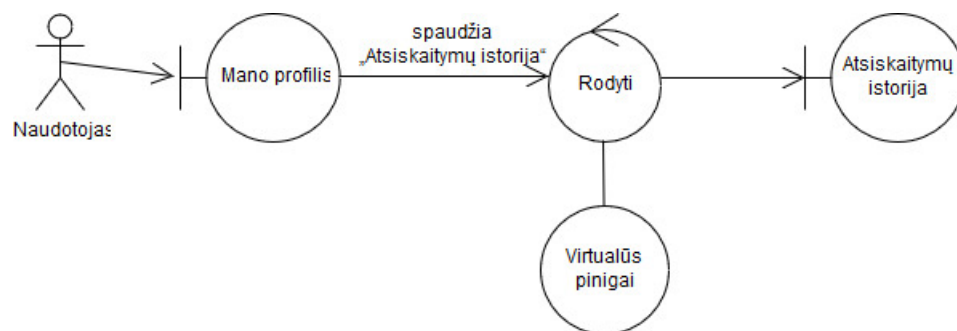 spaudžia
„Atsiskaitymų istorija“
Mano profilis
Rodyti
Atsiskaitymų
istorija
Naudotojas
Virtualūs
pinigai